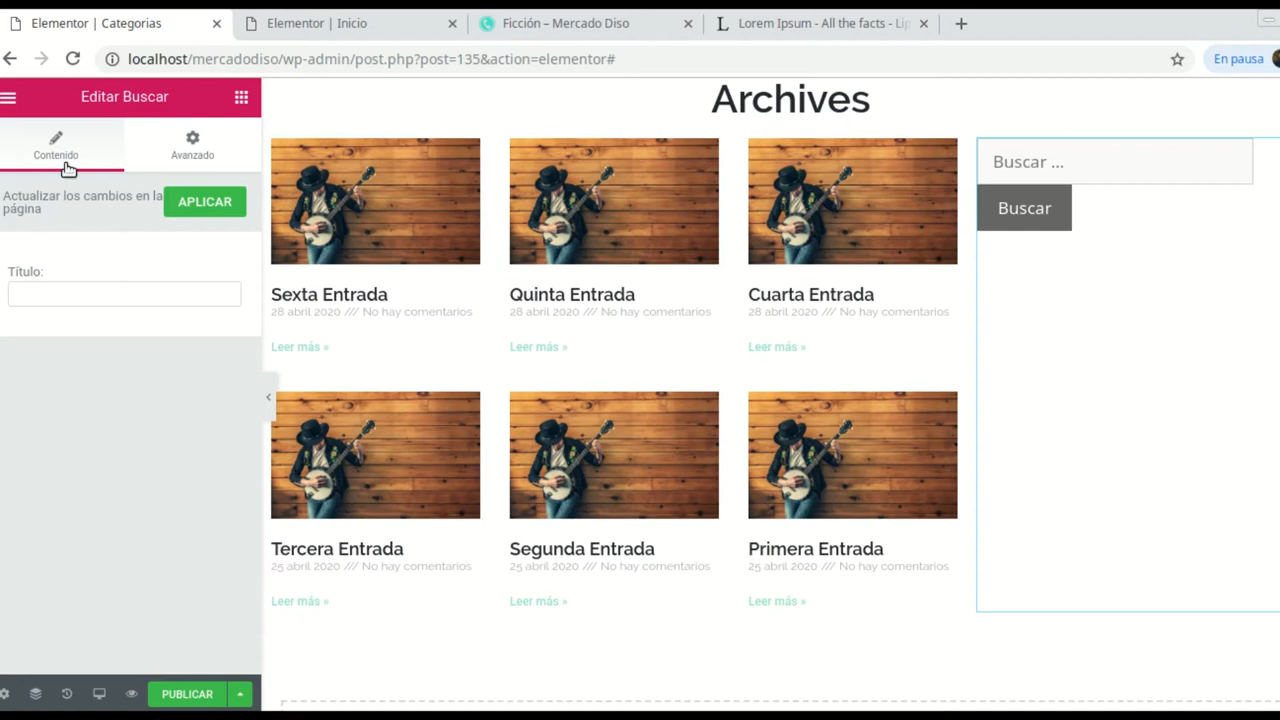 Elementor | Categorias
Elementor | Inicio
Ficción – Mercado Diso
Lorem Ipsum - All the facts - Lip
localhost/mercadodiso/wp-admin/post.php?post=135&action=elementor#
En pausa
Editar Buscar
Contenido
Avanzado
Actualizar los cambios en la
página
APLICAR
Título:
PUBLICAR
Archives
Sexta Entrada
28 abril 2020 /// No hay comentarios
Leer más »
Quinta Entrada
28 abril 2020 /// No hay comentarios
Leer más »
Cuarta Entrada
28 abril 2020 /// No hay comentarios
Leer más »
Tercera Entrada
25 abril 2020 /// No hay comentarios
Leer más »
Segunda Entrada
25 abril 2020 /// No hay comentarios
Leer más »
Primera Entrada
25 abril 2020 /// No hay comentarios
Leer más »
Buscar ...
Buscar